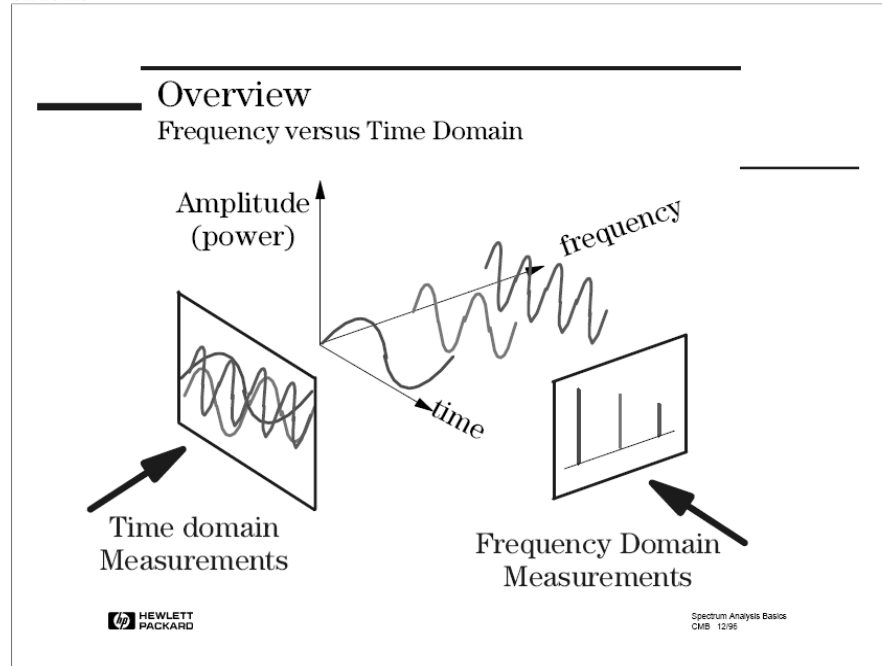 Overview
Frequency versus Time Domain
Amplitude
(power)
frequency
time
Time domain
Measurements
Frequency Domain
Measurements
hp HEWLETT
PACKARD
Spectrum Analysis Basics
CMB 12/96